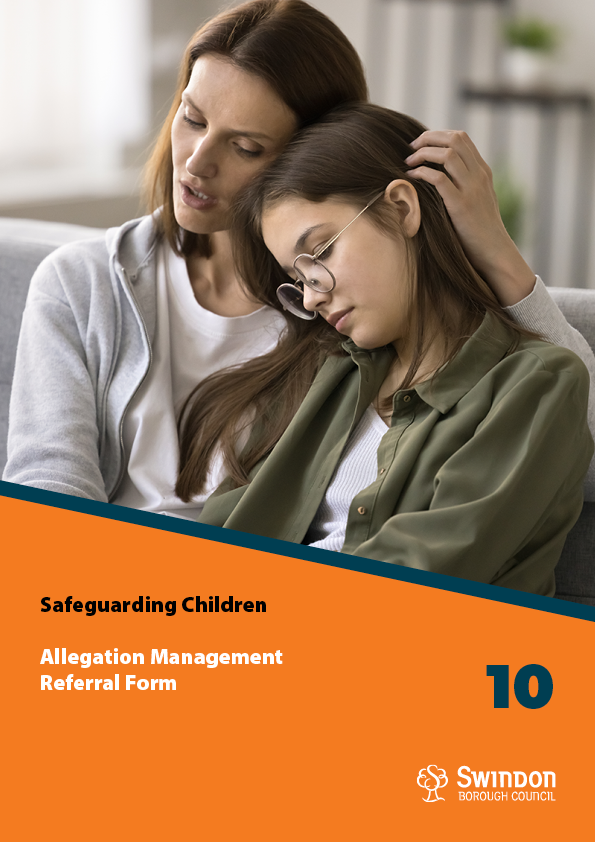 Safeguarding Children
Allegation Management
Referral Form
10
SWINDON
BOROUGH COUNCIL